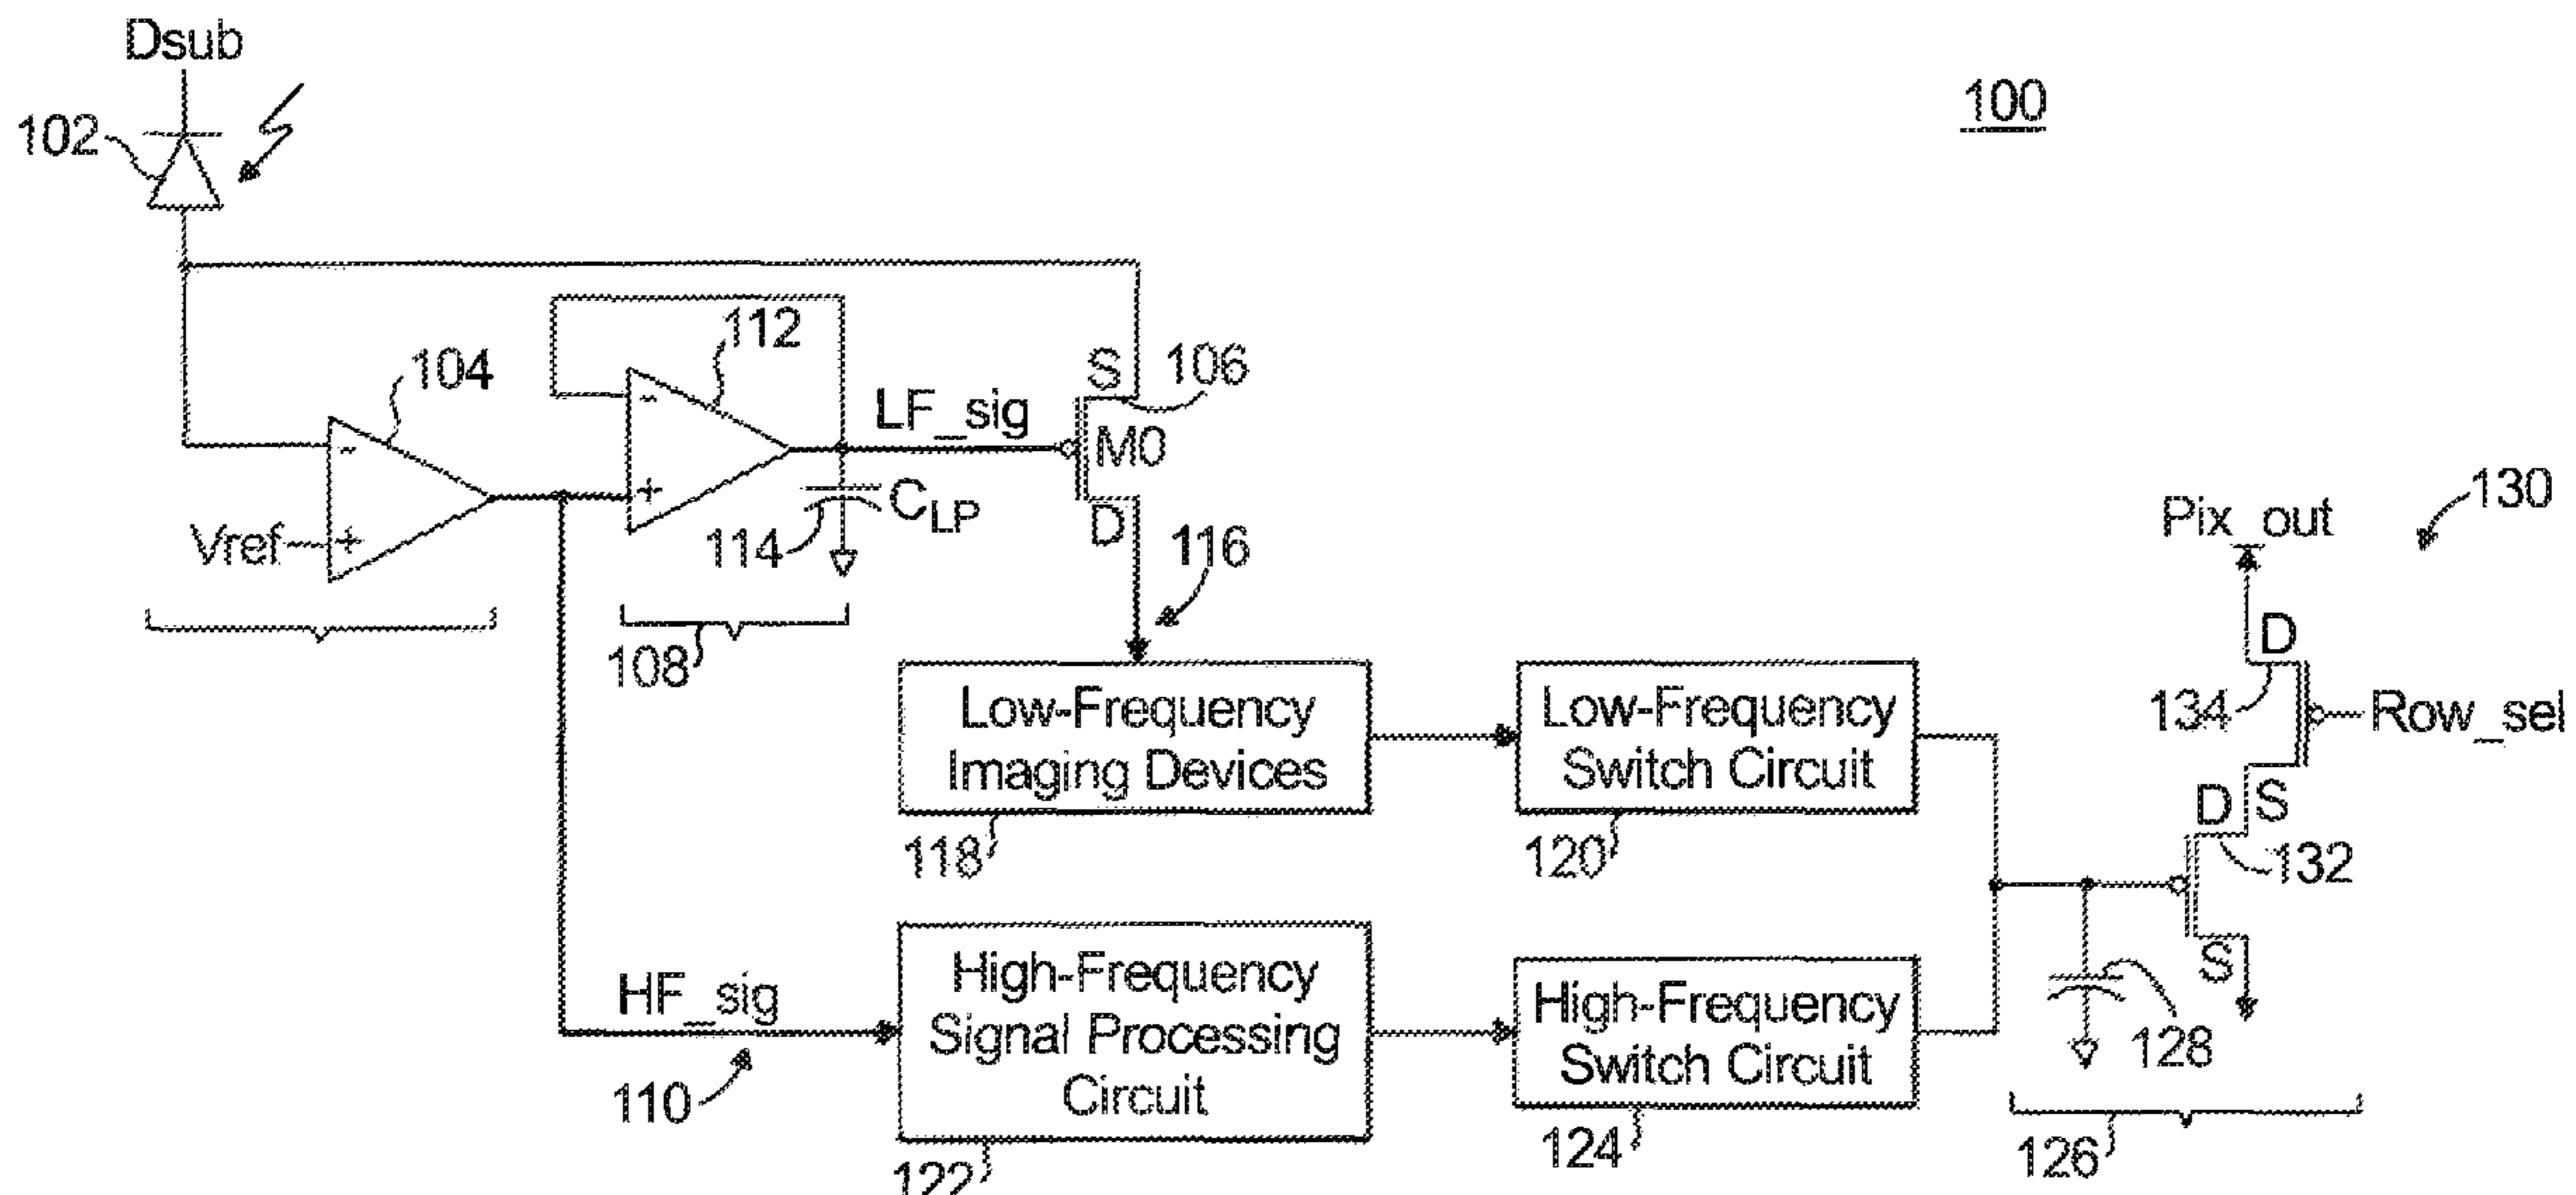 Dsub
100
102
112
104
S
106
LF_sig
M0
-
-
+
C_LP
D
114
Vref
+
116
Pix_out
130
108
D
Low-Frequency
Imaging Devices
Low-Frequency
Switch Circuit
134
Row_sel
118
120
D
S
132
High-Frequency
Signal Processing
Circuit
High-Frequency
Switch Circuit
S
HF_sig
128
110
122
124
126